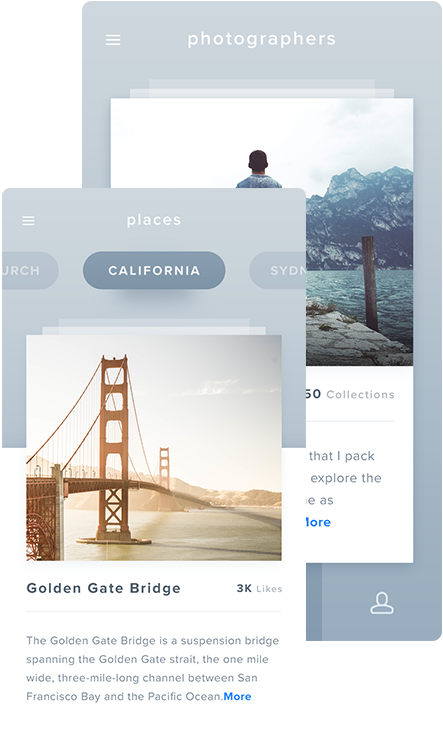 photographers
places
URCH
CALIFORNIA
SYDN
50 Collections
that I pack
explore the
as
More
Golden Gate Bridge
3K Likes
The Golden Gate Bridge is a suspension bridge
spanning the Golden Gate strait, the one mile
wide, three-mile-long channel between San
Francisco Bay and the Pacific Ocean.More